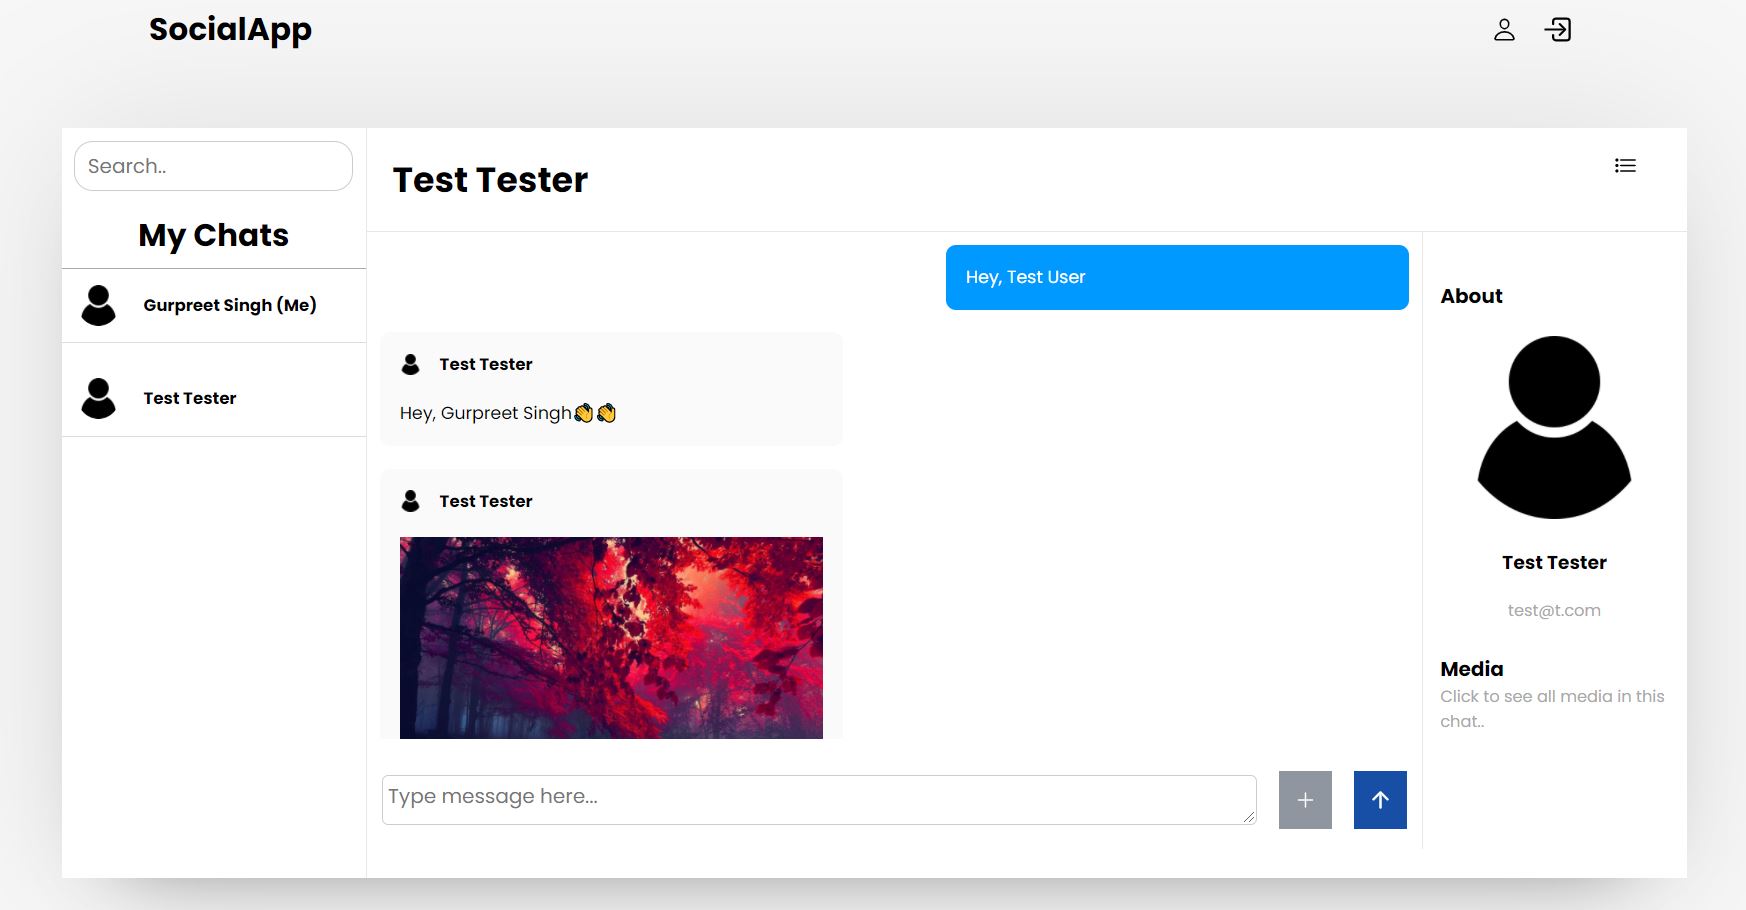 SocialApp
Search..
My Chats
Gurpreet Singh (Me)
Test Tester
Test Tester
Hey, Test User
Test Tester
Hey, Gurpreet Singh👋👋
Test Tester
Type message here...
About
Test Tester
test@t.com
Media
Click to see all media in this
chat..